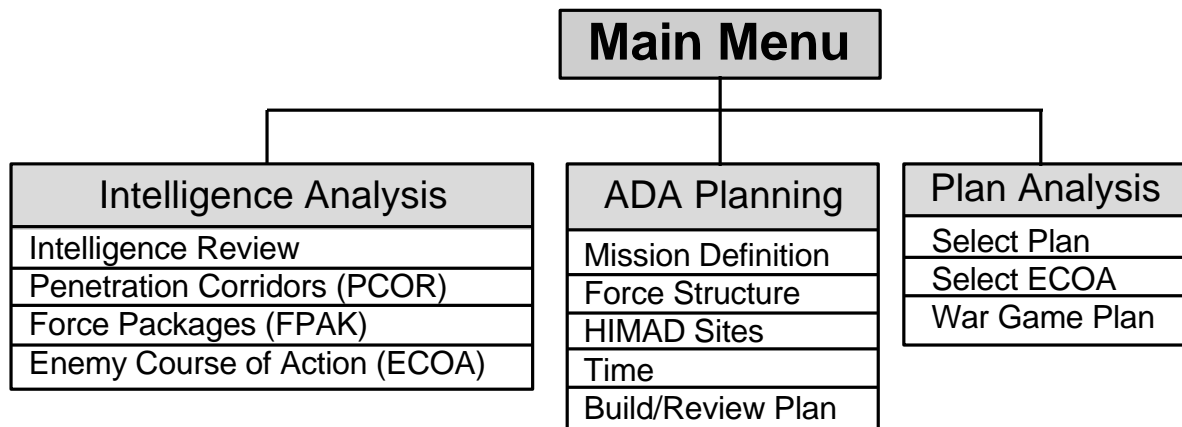 Main Menu
Intelligence Analysis
Intelligence Review
Penetration Corridors (PCOR)
Force Packages (FPAK)
Enemy Course of Action (ECOA)
ADA Planning
Mission Definition
Force Structure
HIMAD Sites
Time
Build/Review Plan
Plan Analysis
Select Plan
Select ECOA
War Game Plan